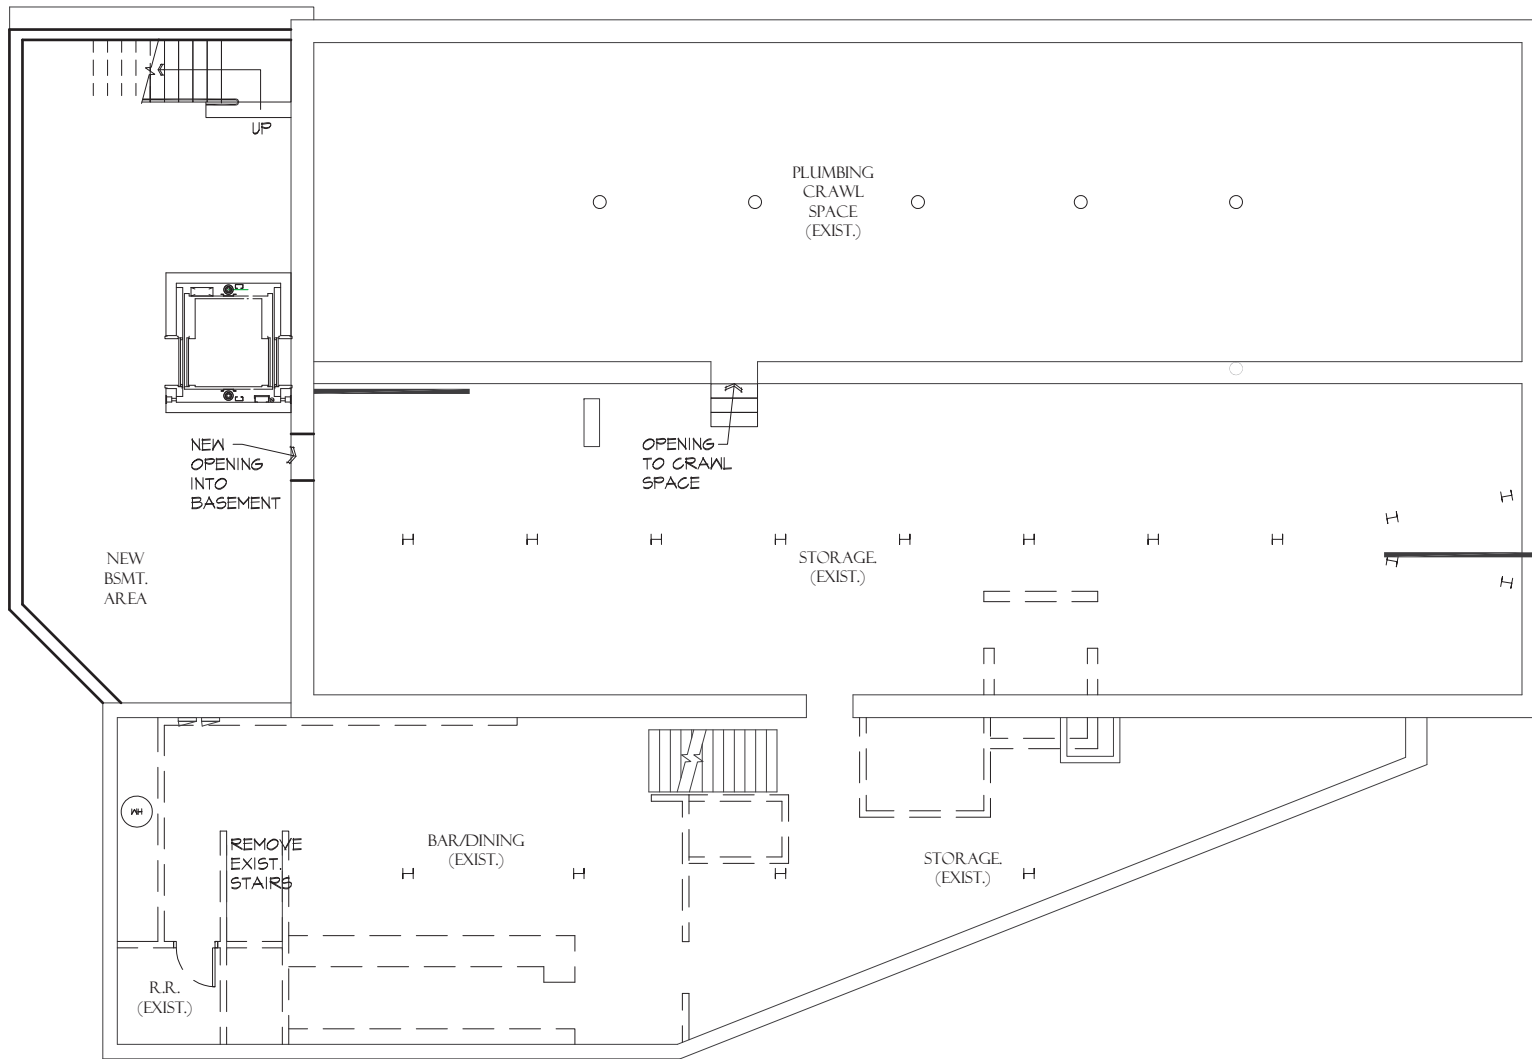 UP
PLUMBING
CRAWL
SPACE
(EXIST.)
NEW
OPENING
INTO
BASEMENT
OPENING
TO CRAWL
SPACE
NEW
BSMT.
AREA
STORAGE.
(EXIST.)
HW
REMOVE
EXIST.
STAIRS
BAR/DINING
(EXIST.)
STORAGE.
(EXIST.)
R.R.
(EXIST.)